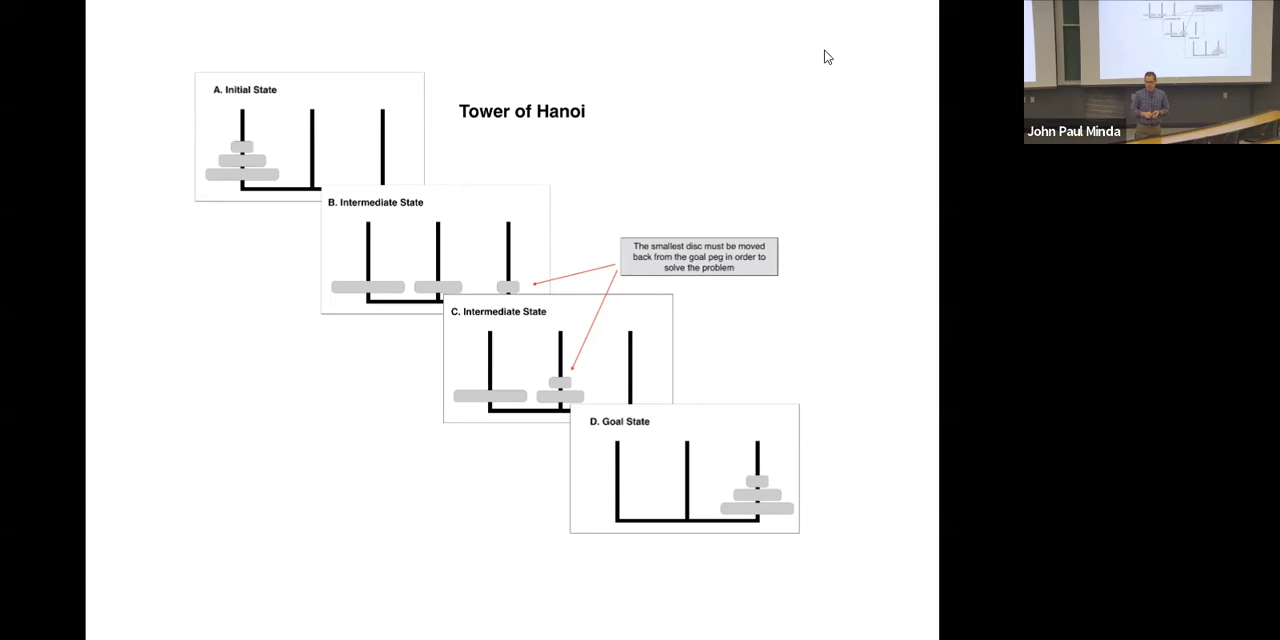 A. Initial State
Tower of Hanoi
B. Intermediate State
The smallest disc must be moved
back from the goal peg in order to
solve the problem
C. Intermediate State
D. Goal State
John Paul Minda